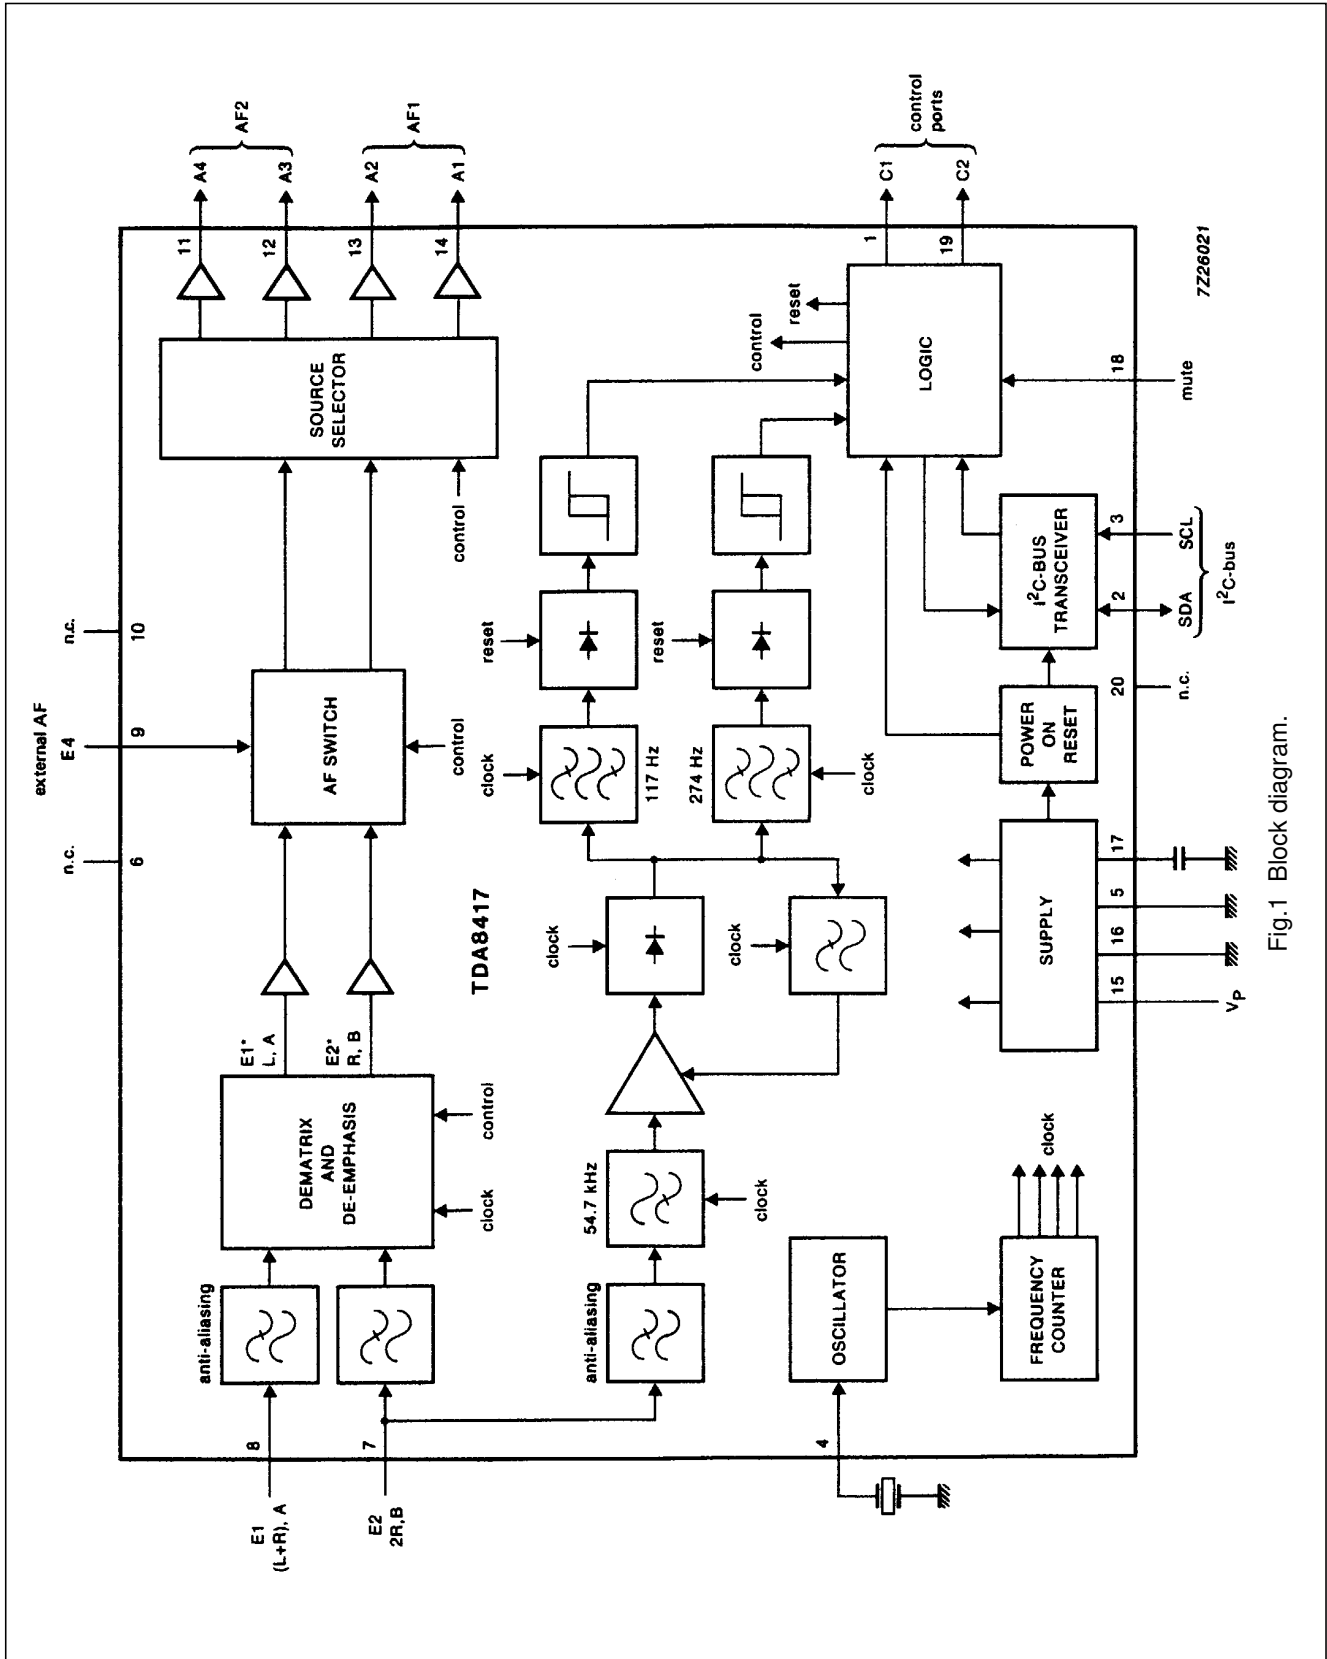 external AF
n.c.
E4
n.c.
6
9
10
AF2
AF1
A4
A3
A2
A1
11
12
13
14
E1
(L+R), A
8
E2
2R,B
7
anti-aliasing
DEMATRIX
AND
DE-EMPHASIS
clock
control
E1*
L, A
E2*
R, B
AF SWITCH
control
SOURCE
SELECTOR
control
TDA8417
anti-aliasing
54.7 kHz
clock
clock
clock
clock
117 Hz
reset
274 Hz
clock
reset
control
reset
LOGIC
1
19
C1
C2
control
ports
4
OSCILLATOR
FREQUENCY
COUNTER
clock
SUPPLY
15
16
5
17
VP
POWER
ON
RESET
20
n.c.
I2C-BUS
TRANSCEIVER
2
3
SDA
SCL
I2C-bus
18
mute
7Z26021
Fig.1 Block diagram.